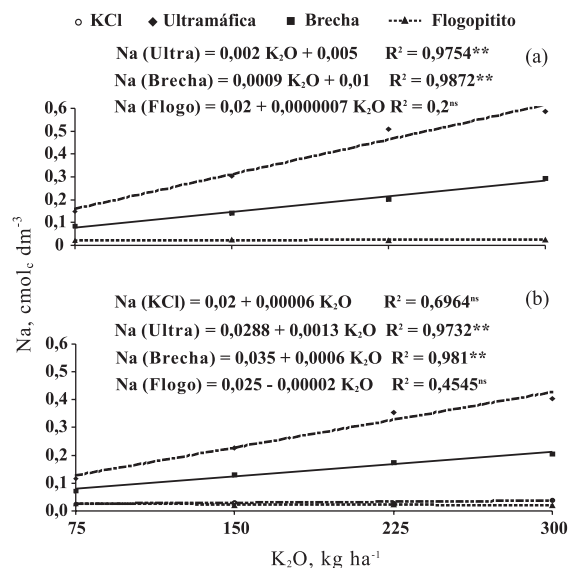 KCl Ultramáfica Brecha Flogopitito
Na (Ultra) = 0,002 K₂O + 0,005 R² = 0,9754** (a)
Na (Brecha) = 0,0009 K₂O + 0,01 R² = 0,9872**
Na (Flogo) = 0,02 + 0,0000007 K₂O R² = 0,2ⁿˢ
0,6
0,5
0,4
0,3
0,2
0,1
0
Na, cmol_c dm⁻³
Na (KCl) = 0,02 + 0,00006 K₂O R² = 0,6964ⁿˢ (b)
Na (Ultra) = 0,0288 + 0,0013 K₂O R² = 0,9732**
Na (Brecha) = 0,035 + 0,0006 K₂O R² = 0,981**
Na (Flogo) = 0,025 - 0,00002 K₂O R² = 0,4545ⁿˢ
0,6
0,5
0,4
0,3
0,2
0,1
0,0
75 150 225 300
K₂O, kg ha⁻¹